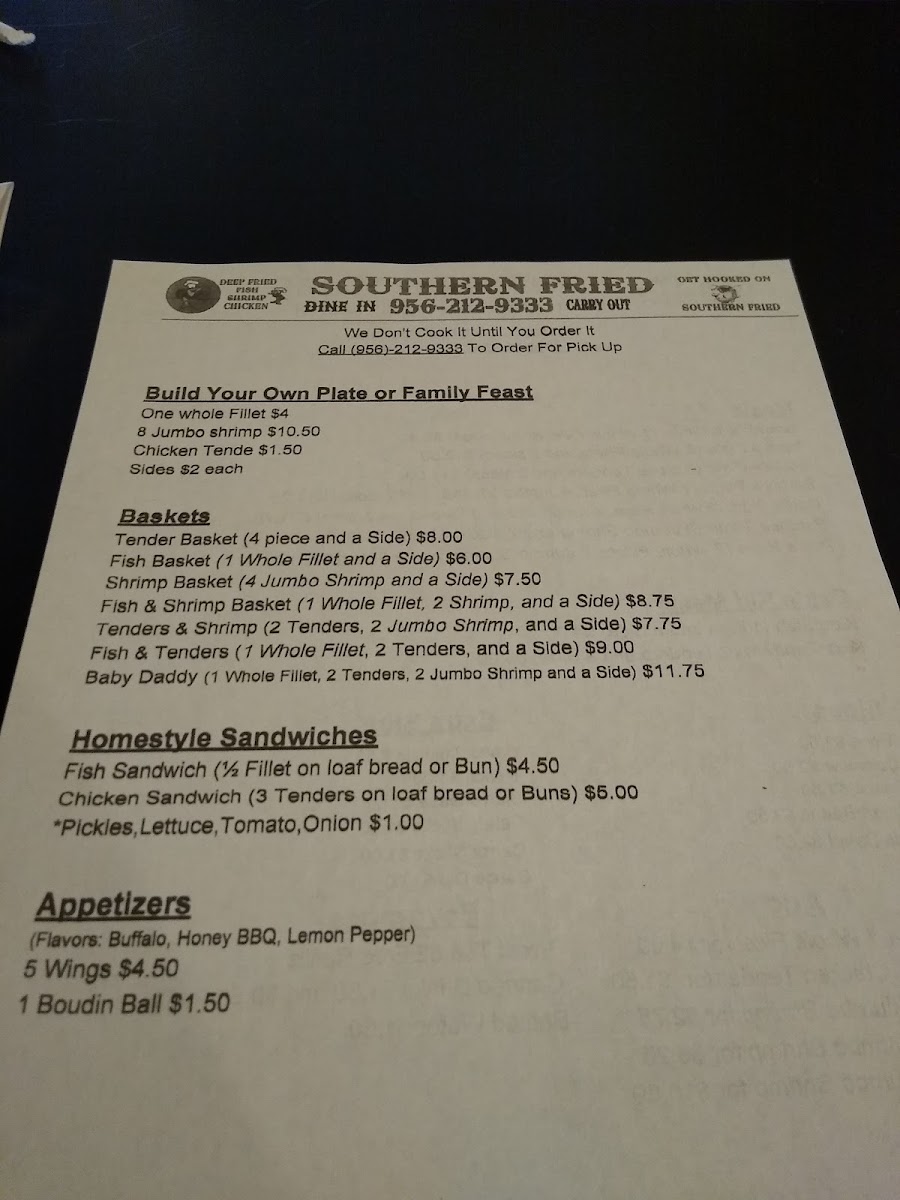 DEEP FRIED
FISH
SHRIMP
CHICKEN
SOUTHERN FRIED
DINE IN 956-212-9333 CARRY OUT
GET HOOKED ON
SOUTHERN FRIED
We Don't Cook It Until You Order It
Call (956)-212-9333 To Order For Pick Up
Build Your Own Plate or Family Feast
One whole Fillet $4
8 Jumbo shrimp $10.50
Chicken Tende $1.50
Sides $2 each
Baskets
Tender Basket (4 piece and a Side) $8.00
Fish Basket (1 Whole Fillet and a Side) $6.00
Shrimp Basket (4 Jumbo Shrimp and a Side) $7.50
Fish & Shrimp Basket (1 Whole Fillet, 2 Shrimp, and a Side) $8.75
Tenders & Shrimp (2 Tenders, 2 Jumbo Shrimp, and a Side) $7.75
Fish & Tenders (1 Whole Fillet, 2 Tenders, and a Side) $9.00
Baby Daddy (1 Whole Fillet, 2 Tenders, 2 Jumbo Shrimp and a Side) $11.75
Homestyle Sandwiches
Fish Sandwich (½ Fillet on loaf bread or Bun) $4.50
Chicken Sandwich (3 Tenders on loaf bread or Buns) $5.00
*Pickles,Lettuce,Tomato,Onion $1.00
Appetizers
(Flavors: Buffalo, Honey BBQ, Lemon Pepper)
5 Wings $4.50
1 Boudin Ball $1.50